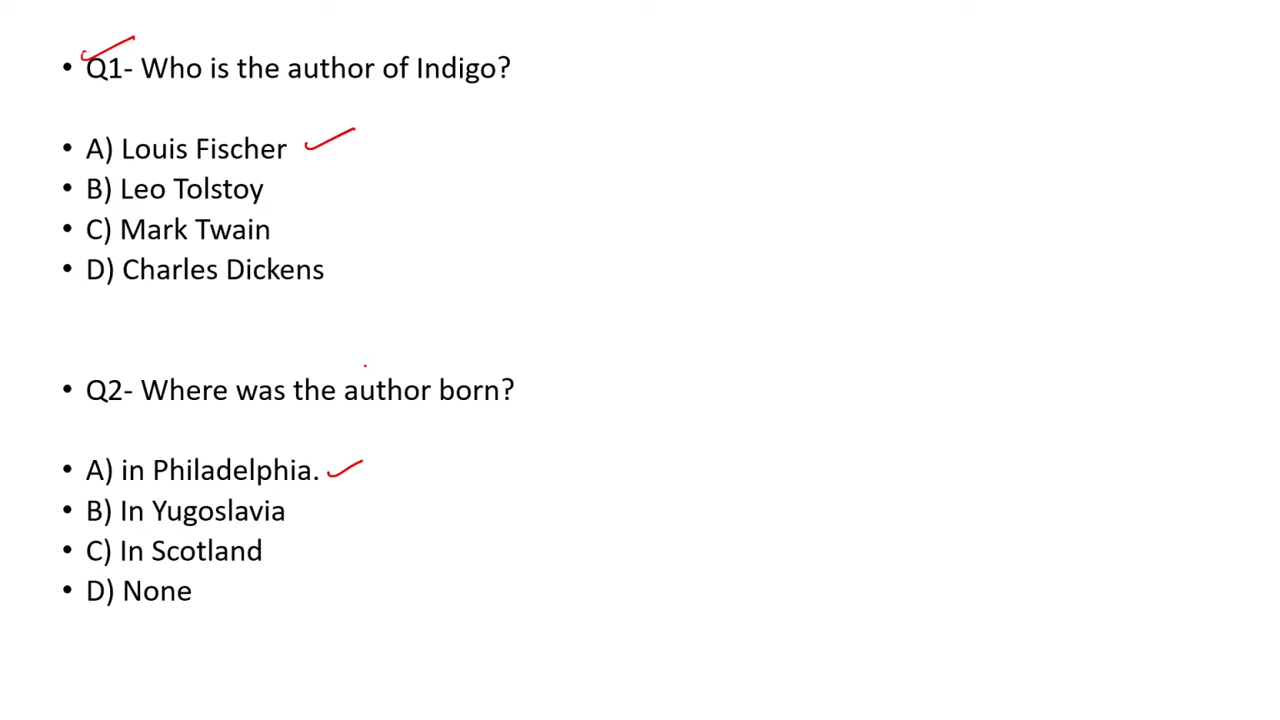 • Q1- Who is the author of Indigo?
• A) Louis Fischer
• B) Leo Tolstoy
• C) Mark Twain
• D) Charles Dickens
• Q2- Where was the author born?
• A) in Philadelphia.
• B) In Yugoslavia
• C) In Scotland
• D) None